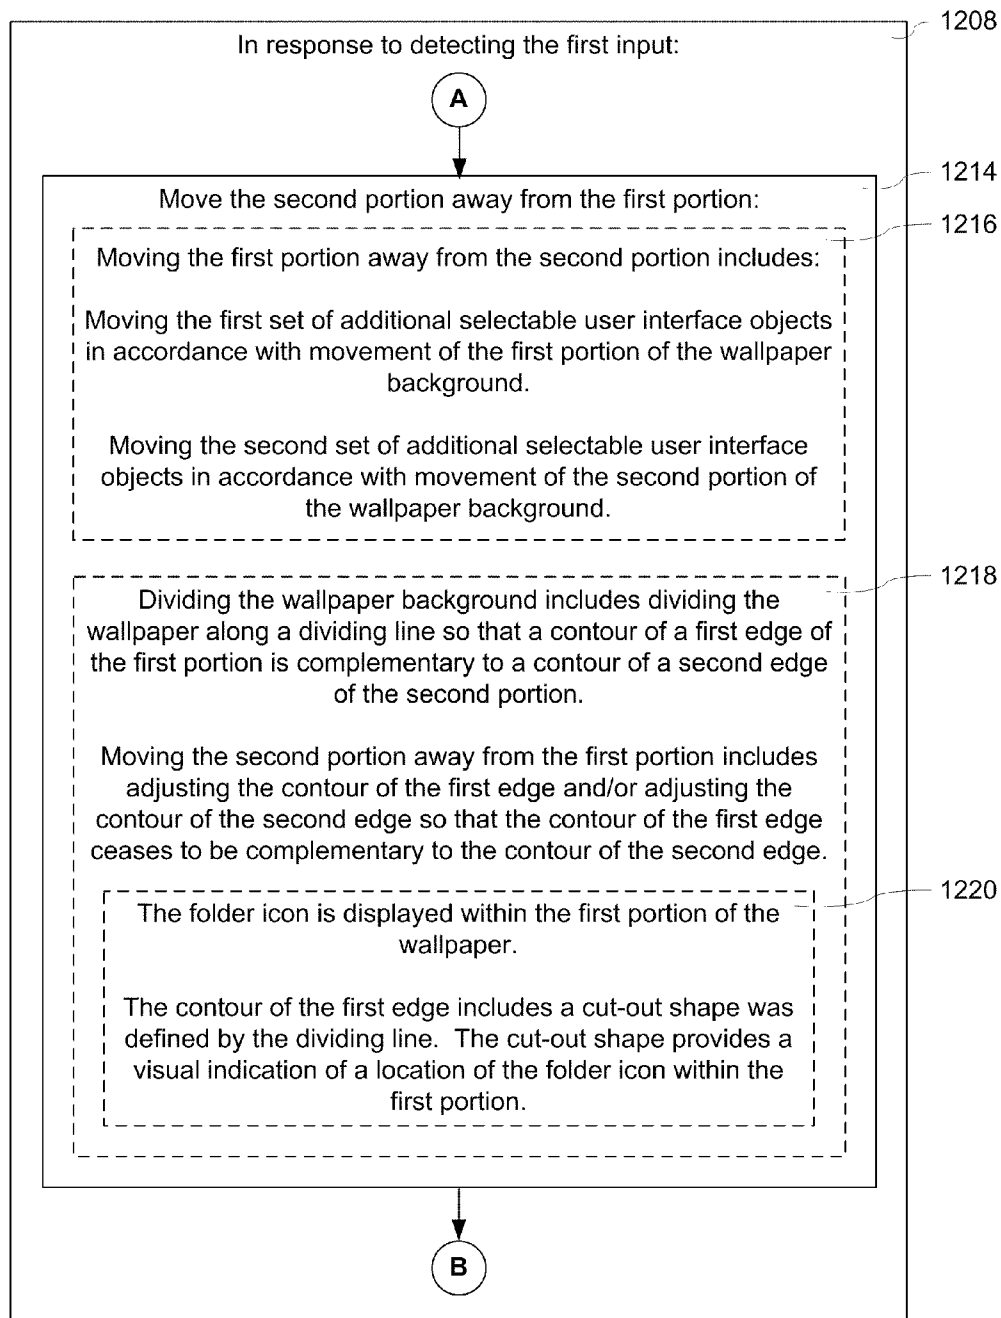 1208
In response to detecting the first input:
A
1214
Move the second portion away from the first portion:
1216
Moving the first portion away from the second portion includes:
Moving the first set of additional selectable user interface objects
in accordance with movement of the first portion of the wallpaper
background.
Moving the second set of additional selectable user interface
objects in accordance with movement of the second portion of
the wallpaper background.
1218
Dividing the wallpaper background includes dividing the
wallpaper along a dividing line so that a contour of a first edge of
the first portion is complementary to a contour of a second edge
of the second portion.
Moving the second portion away from the first portion includes
adjusting the contour of the first edge and/or adjusting the
contour of the second edge so that the contour of the first edge
ceases to be complementary to the contour of the second edge.
1220
The folder icon is displayed within the first portion of the
wallpaper.
The contour of the first edge includes a cut-out shape was
defined by the dividing line.  The cut-out shape provides a
visual indication of a location of the folder icon within the
first portion.
B